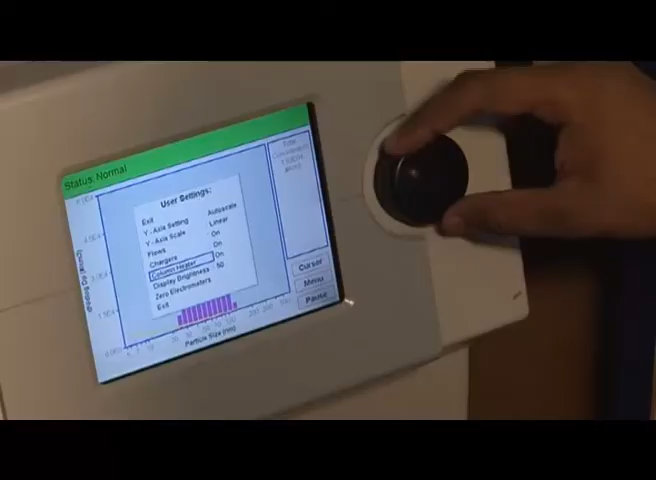 Status: Normal
User Settings:
Exit
Y - Axis Setting Autoscale
Y - Axis Scale Linear
Flows On
Chargers On
Column Heater On
Display Brightness 50
Zero Electrometers
Exit
Total
Cursor
Menu
Pause
Particle Size (nm)